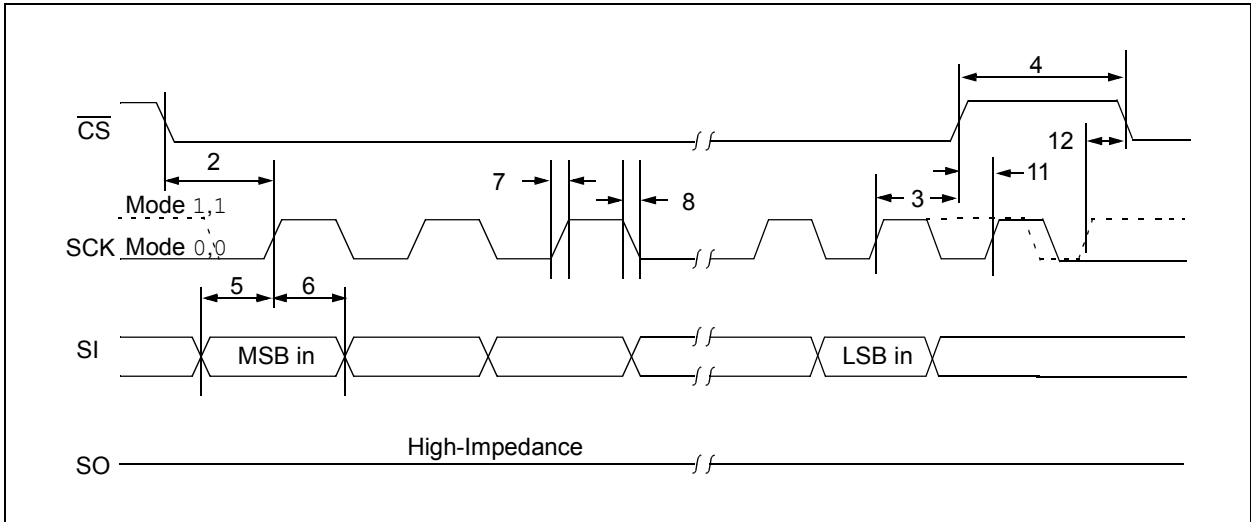 4
CS
12
2
7
11
8
3
Mode 1,1
SCK Mode 0,0
5
6
SI
MSB in
LSB in
High-Impedance
SO